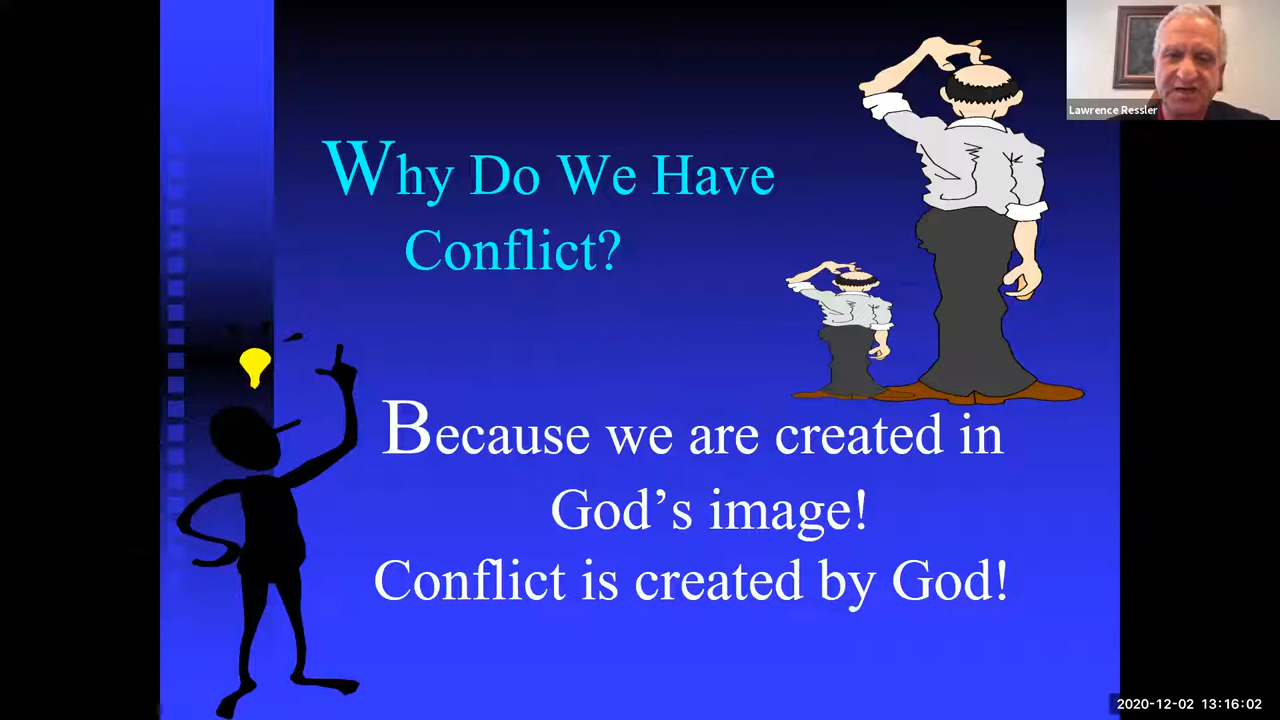 Lawrence Ressler
Why Do We Have
Conflict?
Because we are created in
God’s image!
Conflict is created by God!
2020-12-02 13:16:02